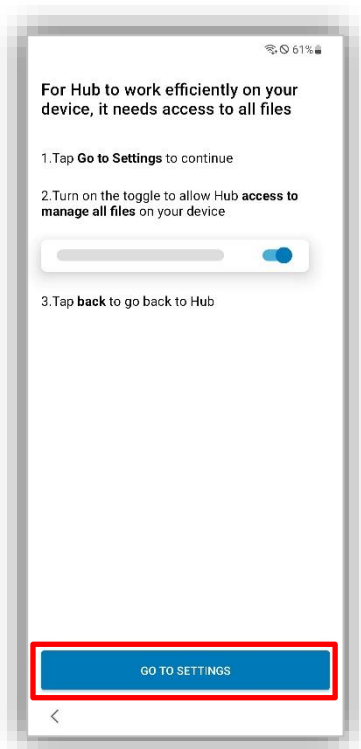 61%
For Hub to work efficiently on your
device, it needs access to all files
1.Tap Go to Settings to continue
2.Turn on the toggle to allow Hub access to
manage all files on your device
3.Tap back to go back to Hub
GO TO SETTINGS